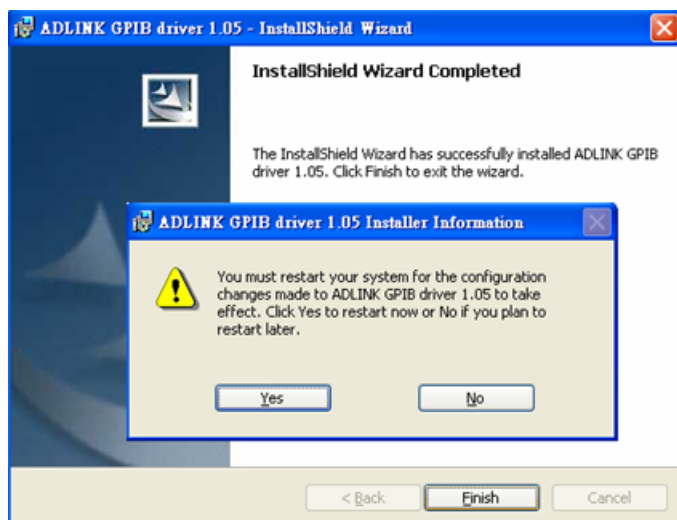 ADLINK GPIB driver 1.05 - InstallShield Wizard
InstallShield Wizard Completed
The InstallShield Wizard has successfully installed ADLINK GPIB
driver 1.05. Click Finish to exit the wizard.
ADLINK GPIB driver 1.05 Installer Information
You must restart your system for the configuration
changes made to ADLINK GPIB driver 1.05 to take
effect. Click Yes to restart now or No if you plan to
restart later.
Yes No
< Back Finish Cancel